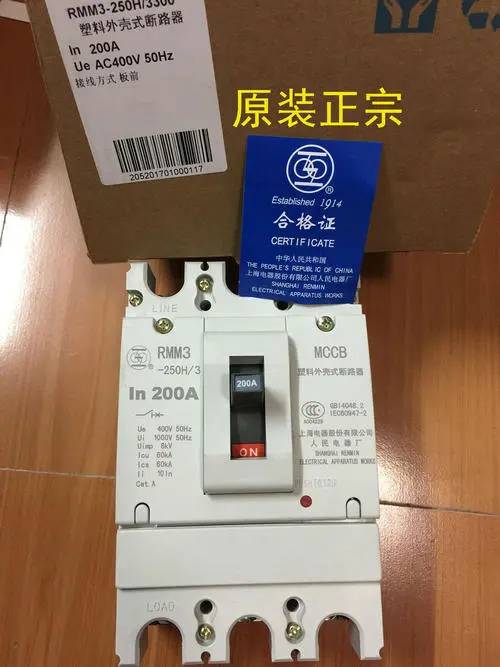 RMM3-250H/3300
塑料外壳式断路器
In 200A
Ue AC400V 50Hz
接线方式 板前
205201701000117
原装正宗
®
Established 1914
合格证
CERTIFICATE
中华人民共和国
THE PEOPLE'S REPUBLIC OF CHINA
上海电器股份有限公司人民电器厂
SHANGHAI RENMIN
ELECTRICAL APPARATUS WORKS
LINE
®
RMM3
-250H/3
In 200A
Ue 400V 50Hz
Ui 1000V 50Hz
Uimp 8kV
Icu 60kA
Ics 60kA
Ii 10In
Cat.A
200A
ON
MCCB
塑料外壳式断路器
CCC
A004229
GB14048.2
IEC60947-2
上海电器股份有限公司
人民电器厂
SHANGHAI RENMIN
ELECTRICAL APPARATUS WORKS
LOAD